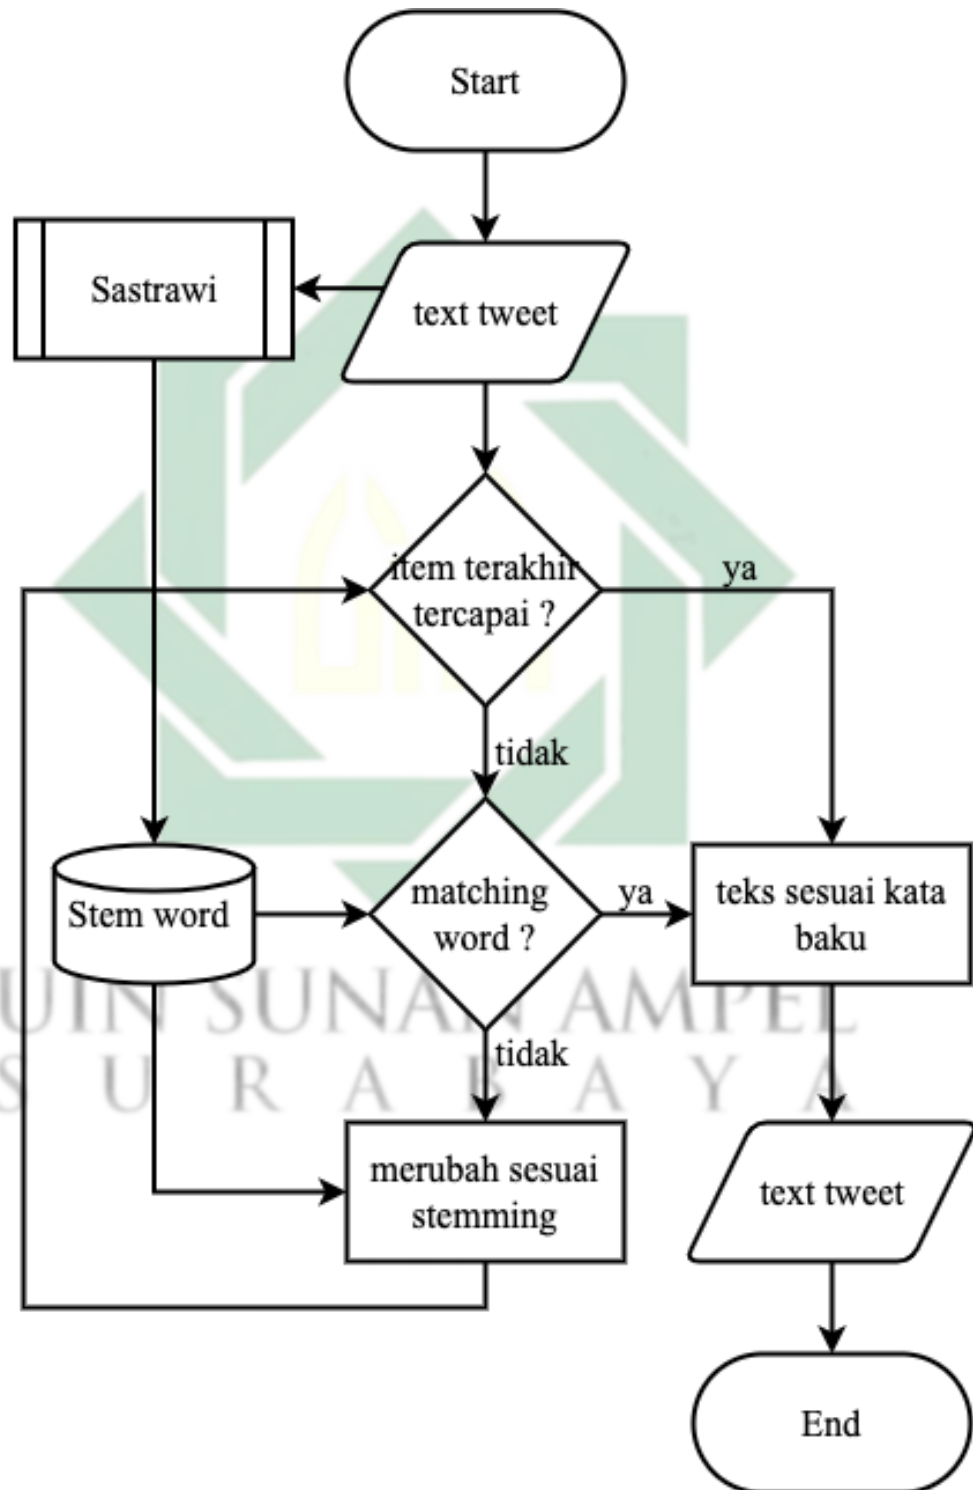 Start
Sastrawi
text tweet
item terakhir
tercapai ?
ya
tidak
Stem word
matching
word ?
ya
teks sesuai kata
baku
UIN SUNAN AMPEL
S U R A B A Y A
tidak
merubah sesuai
stemming
text tweet
End